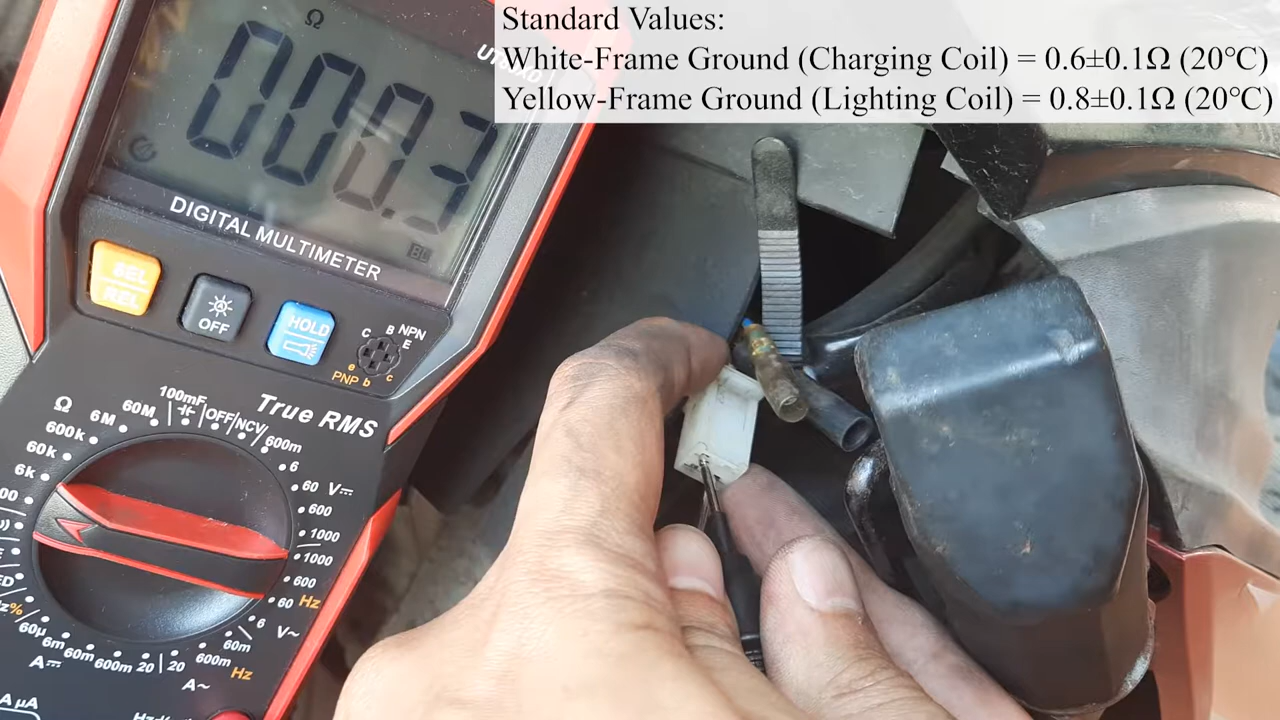 Standard Values:
White-Frame Ground (Charging Coil) = 0.6±0.1Ω (20°C)
Yellow-Frame Ground (Lighting Coil) = 0.8±0.1Ω (20°C)
Ω
000.3
BL
DIGITAL MULTIMETER
SEL
REL
OFF
HOLD
C B NPN
E
PNP b c
e
True RMS
100mF
Ω 6M 60M OFF NCV 600m
600k
60k
6k
00
6
60 V
600
1000
1000
600
60 Hz
6 V~
60m
600m Hz
%
60µ
6m 60m 600m 20 20
A
A~
A µA